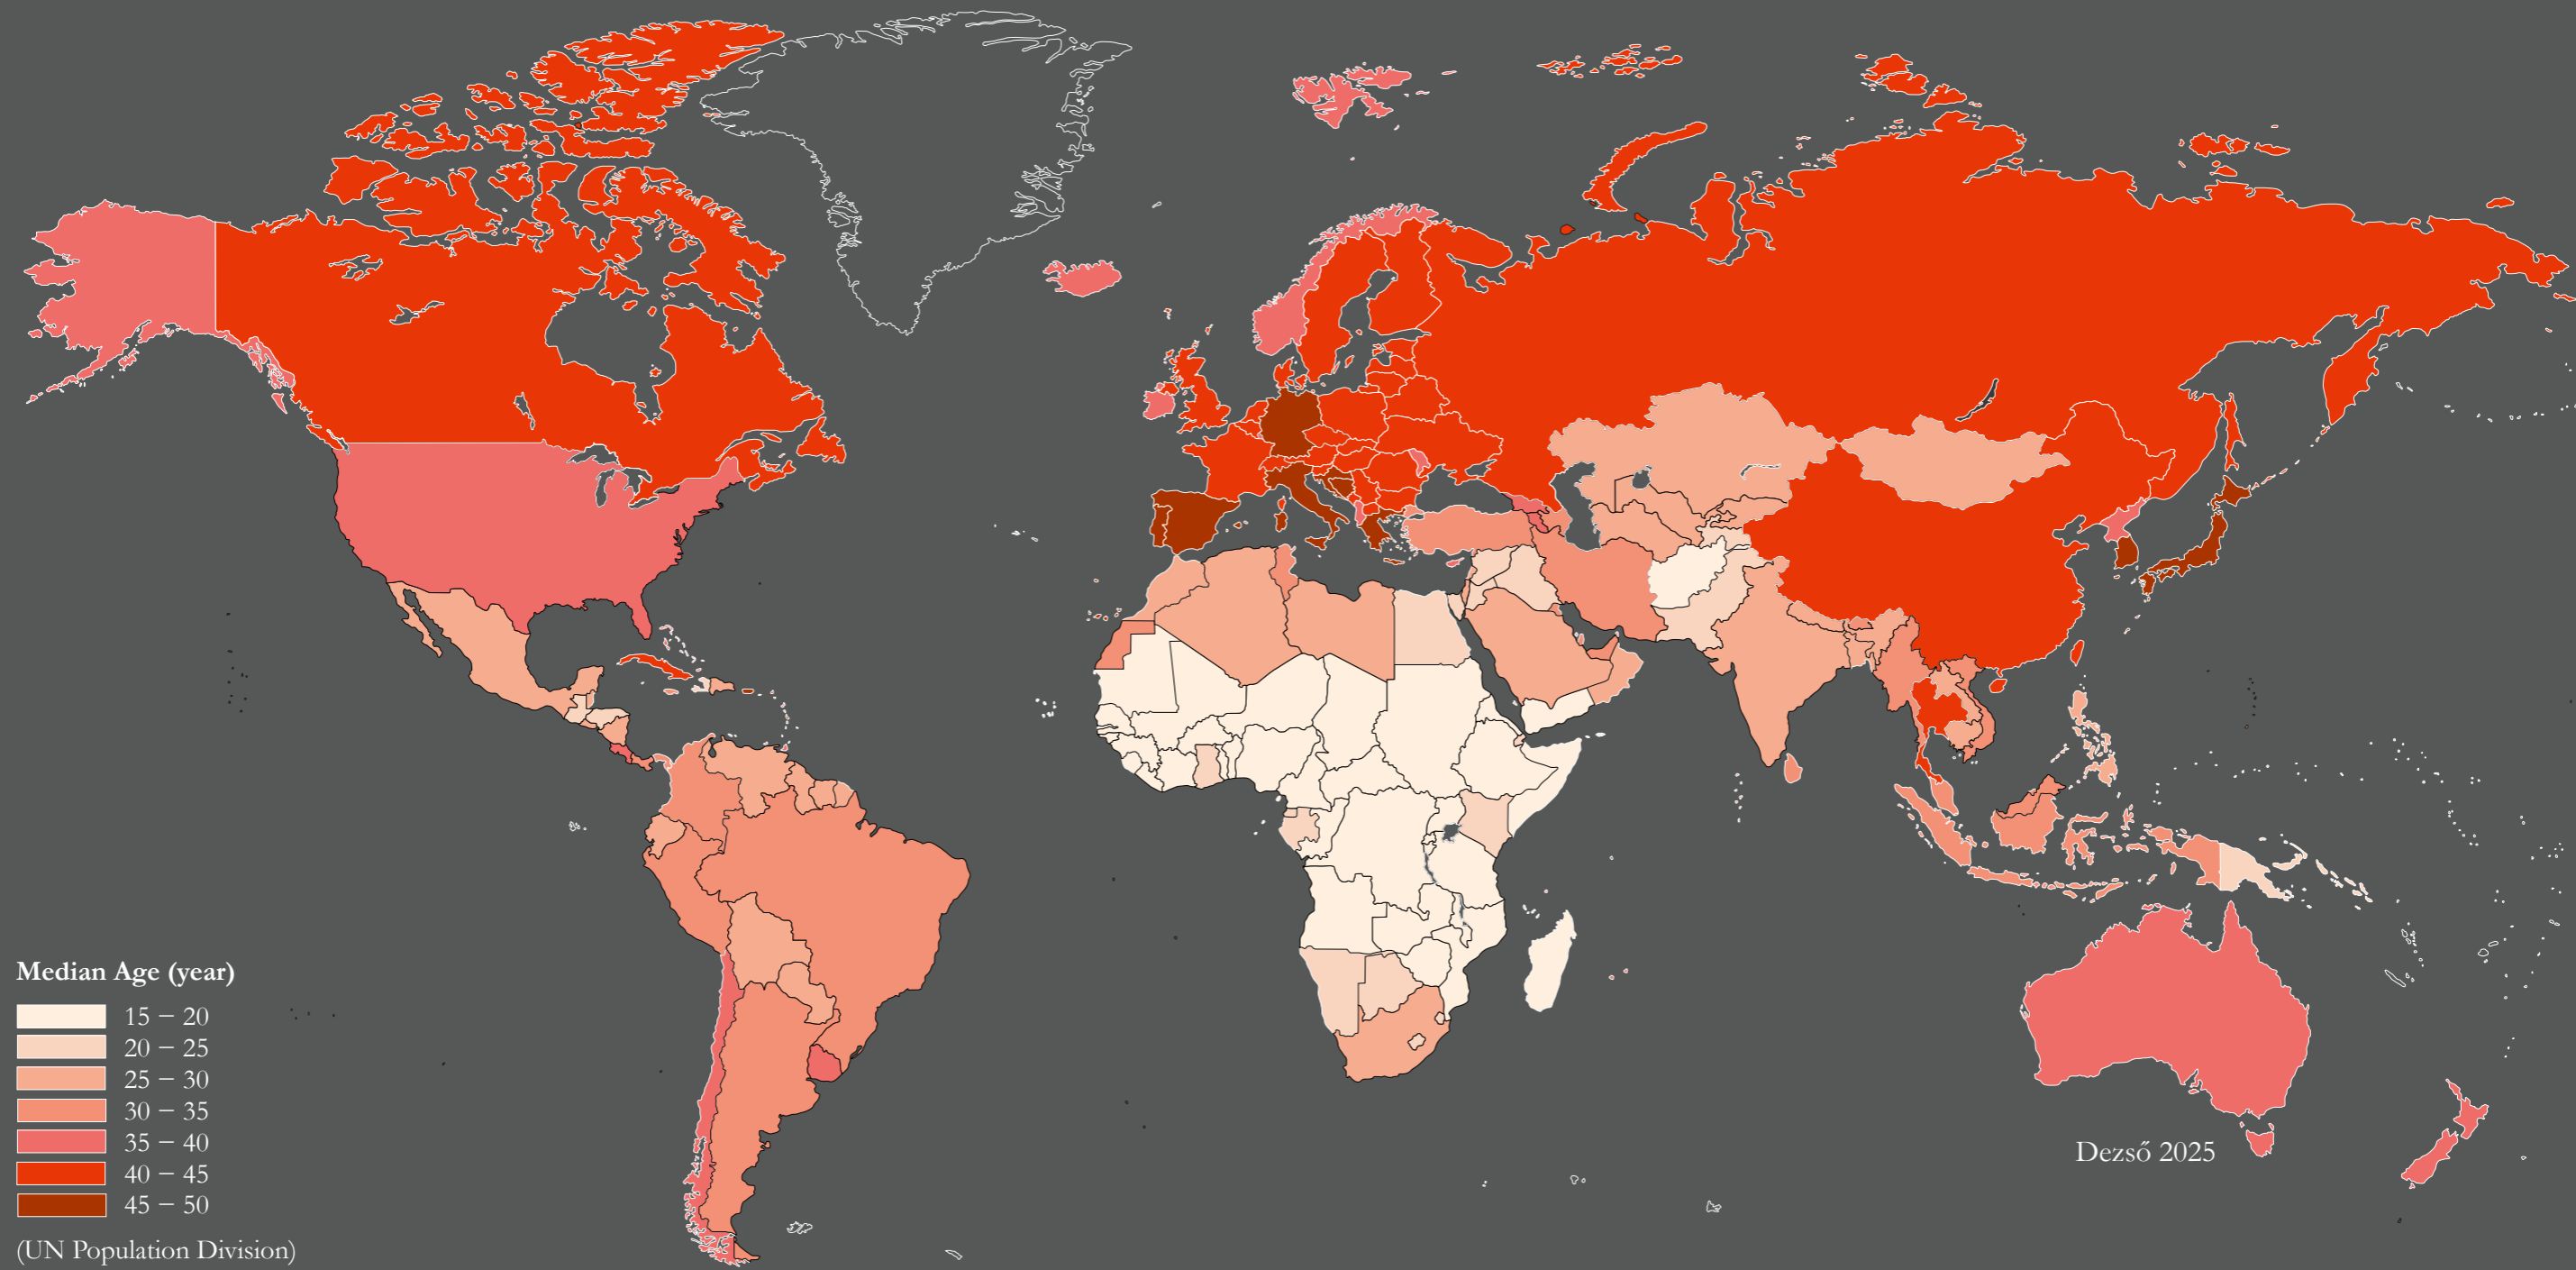 Median Age (year)
15 – 20
20 – 25
25 – 30
30 – 35
35 – 40
40 – 45
45 – 50
(UN Population Division)
Dezső 2025